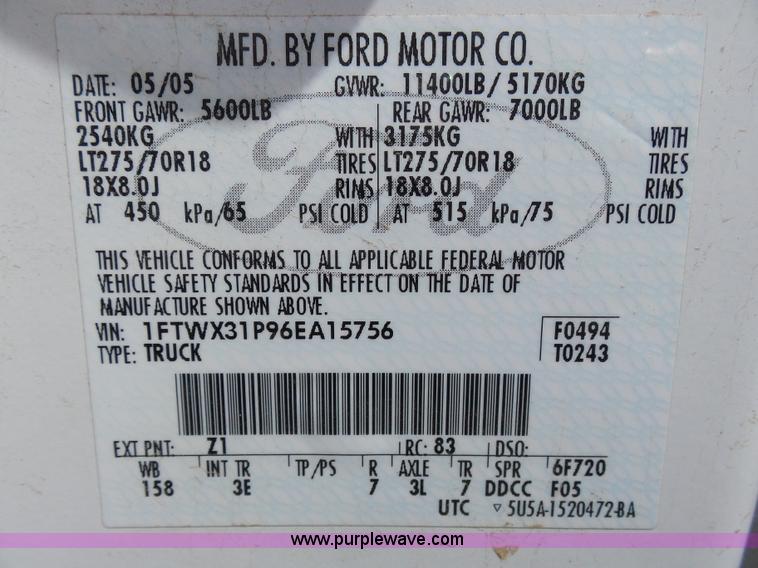 MFD. BY FORD MOTOR CO.
DATE: 05/05 GVWR: 11400LB/ 5170KG
FRONT GAWR: 5600LB REAR GAWR: 7000LB
2540KG WITH 3175KG WITH
LT275/70R18 TIRES LT275/70R18 TIRES
18X8.0J RIMS 18X8.0J RIMS
AT 450 kPa/65 PSI COLD AT 515 kPa/75 PSI COLD
Ford
THIS VEHICLE CONFORMS TO ALL APPLICABLE FEDERAL MOTOR
VEHICLE SAFETY STANDARDS IN EFFECT ON THE DATE OF
MANUFACTURE SHOWN ABOVE.
VIN: 1FTWX31P96EA15756 F0494
TYPE: TRUCK T0243
EXT PNT: Z1 RC: 83 DSO:
WB INT TR TP/PS R AXLE TR SPR 6F720
158 3E 7 3L 7 DDCC F05
UTC ▽ 5U5A-1520472-BA
www.purplewave.com